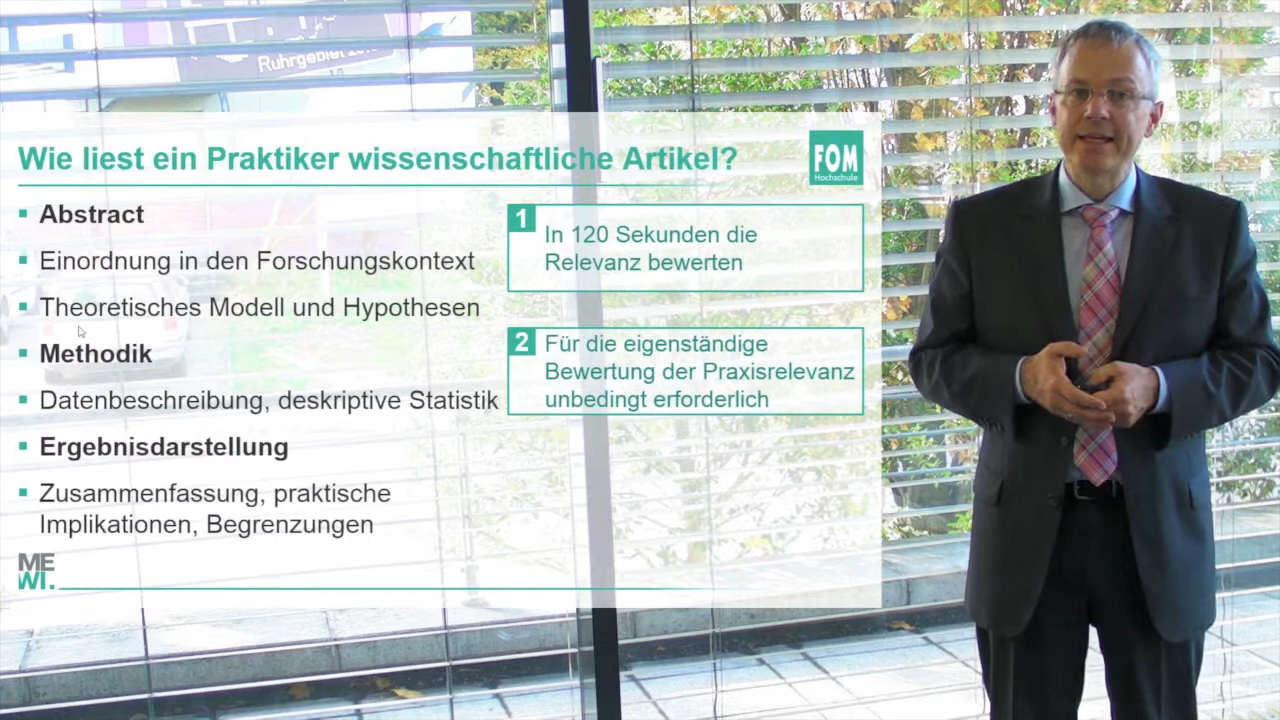 Ruhrgebiet
Wie liest ein Praktiker wissenschaftliche Artikel?
FOM
Hochschule
Abstract
Einordnung in den Forschungskontext
Theoretisches Modell und Hypothesen
Methodik
Datenbeschreibung, deskriptive Statistik
Ergebnisdarstellung
Zusammenfassung, praktische
Implikationen, Begrenzungen
1
In 120 Sekunden die
Relevanz bewerten
2
Für die eigenständige
Bewertung der Praxisrelevanz
unbedingt erforderlich
ME
WI.